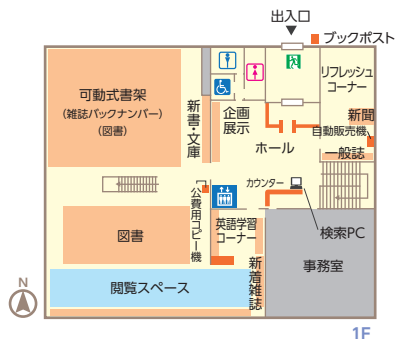 出入口
ブックポスト
リフレッシュ
コーナー
可動式書架
(雑誌バックナンバー)
(図書)
新書・文庫
企画
展示
新聞
自動販売機
ホール
一般誌
カウンター
公費用コピー機
英語学習
コーナー
検索PC
図書
事務室
新着雑誌
閲覧スペース
N
1F